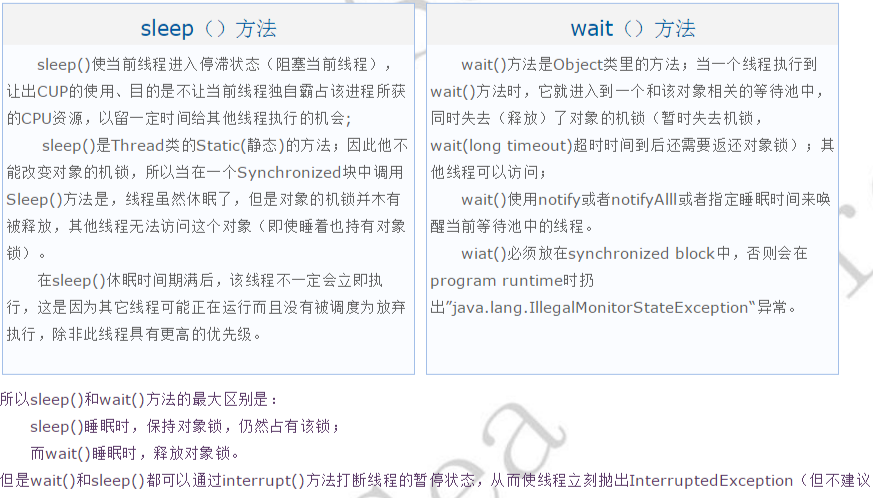 sleep（）方法
sleep()使当前线程进入停滞状态（阻塞当前线程），
让出CUP的使用、目的是不让当前线程独自霸占该进程所获
的CPU资源，以留一定时间给其他线程执行的机会;
sleep()是Thread类的Static(静态)的方法；因此他不
能改变对象的机锁，所以当在一个Synchronized块中调用
Sleep()方法是，线程虽然休眠了，但是对象的机锁并木有
被释放，其他线程无法访问这个对象（即使睡着也持有对象
锁）。
在sleep()休眠时间期满后，该线程不一定会立即执
行，这是因为其它线程可能正在运行而且没有被调度为放弃
执行，除非此线程具有更高的优先级。
wait（）方法
wait()方法是Object类里的方法；当一个线程执行到
wait()方法时，它就进入到一个和该对象相关的等待池中，
同时失去（释放）了对象的机锁（暂时失去机锁，
wait(long timeout)超时时间到后还需要返还对象锁）；其
他线程可以访问；
wait()使用notify或者notifyAlll或者指定睡眠时间来唤
醒当前等待池中的线程。
wiat()必须放在synchronized block中，否则会在
program runtime时扔
出”java.lang.IllegalMonitorStateException“异常。
所以sleep()和wait()方法的最大区别是：
sleep()睡眠时，保持对象锁，仍然占有该锁；
而wait()睡眠时，释放对象锁。
但是wait()和sleep()都可以通过interrupt()方法打断线程的暂停状态，从而使线程立刻抛出InterruptedException（但不建议